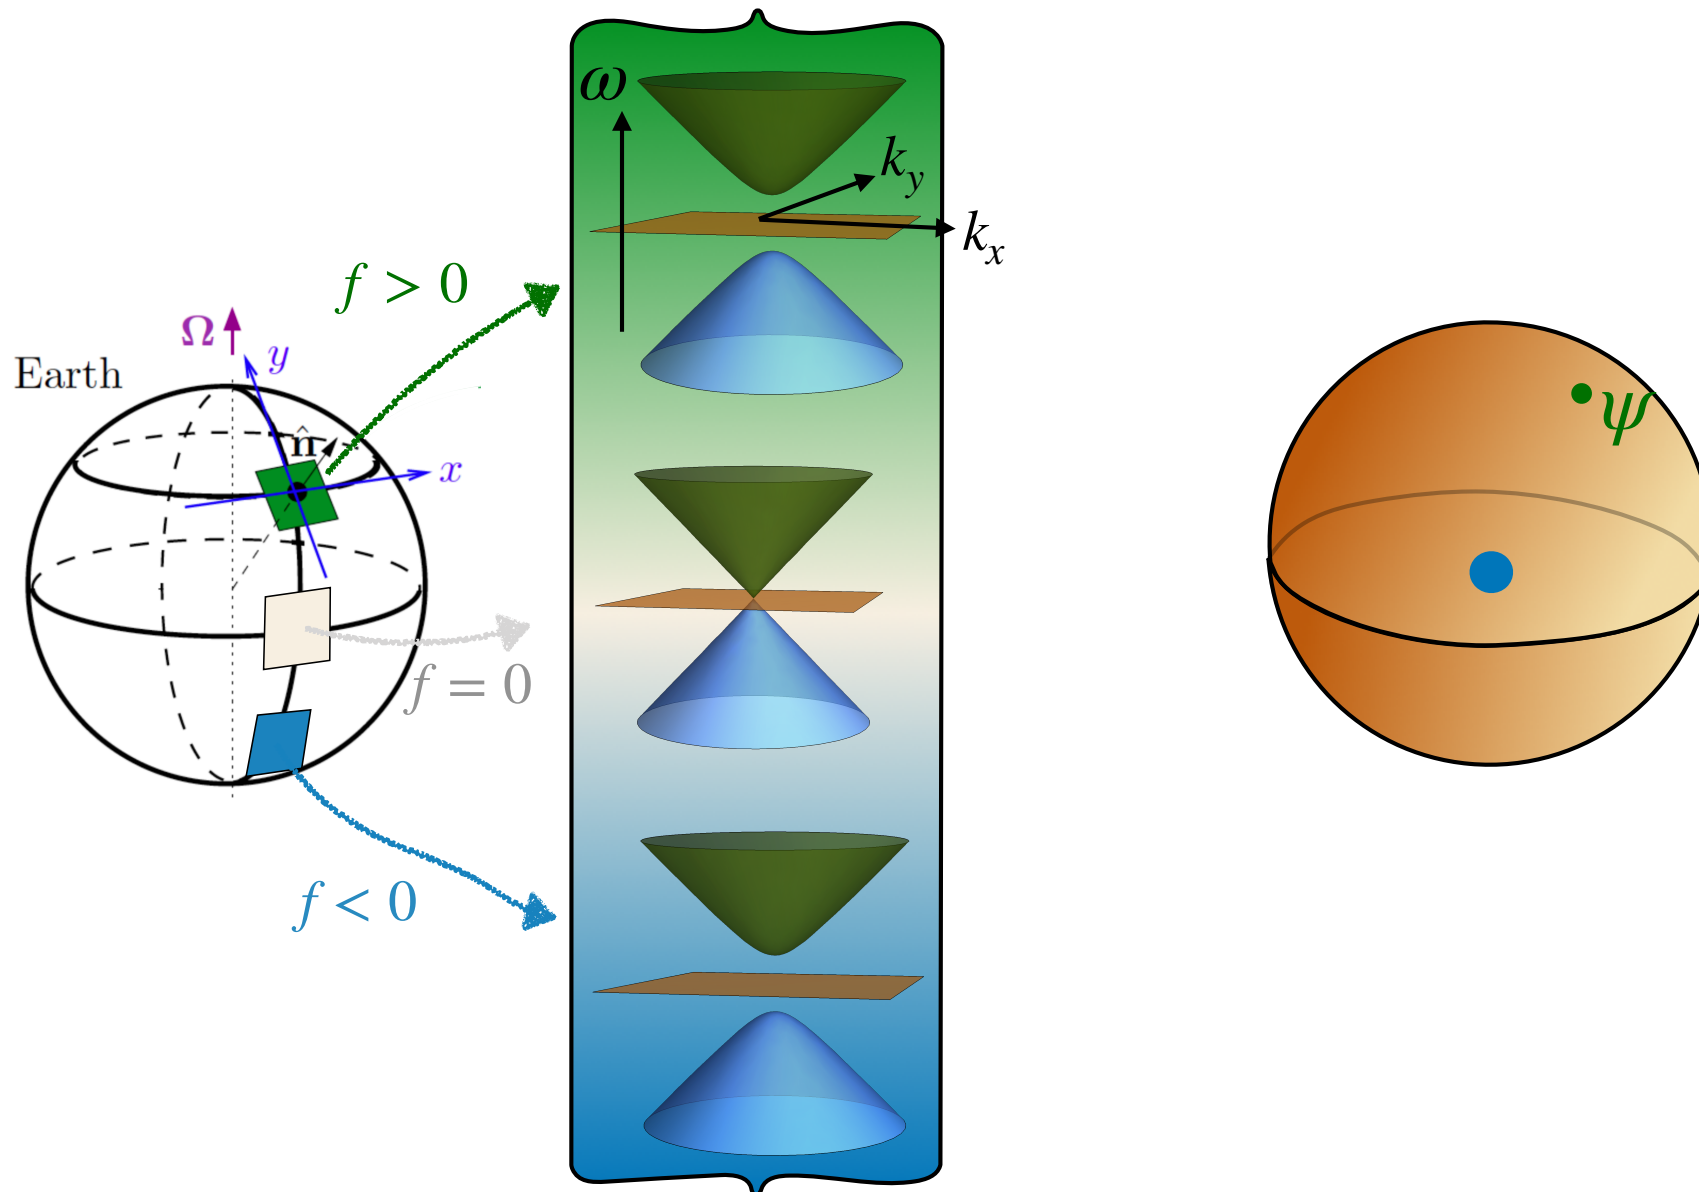 ω
k_y
k_x
f > 0
Ω
y
Earth
n̂
x
f = 0
f < 0
ψ